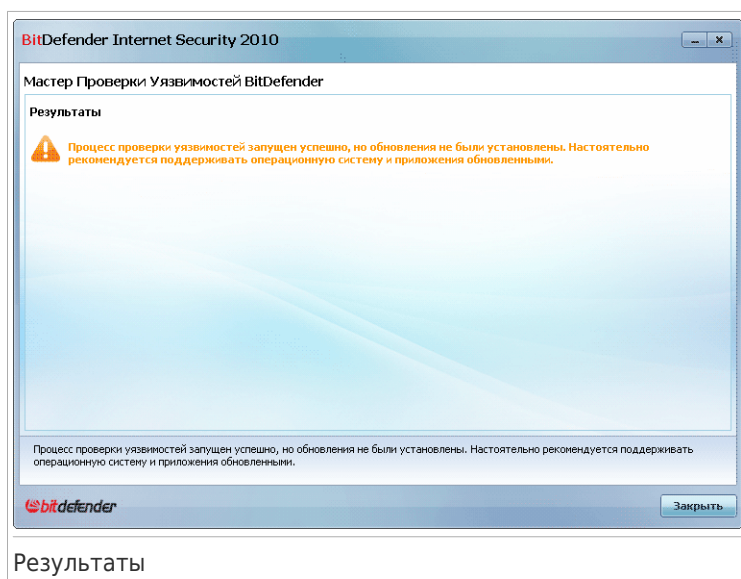 BitDefender Internet Security 2010
Мастер Проверки Уязвимостей BitDefender
Результаты
Процесс проверки уязвимостей запущен успешно, но обновления не были установлены. Настоятельно
рекомендуется поддерживать операционную систему и приложения обновленными.
Процесс проверки уязвимостей запущен успешно, но обновления не были установлены. Настоятельно рекомендуется поддерживать
операционную систему и приложения обновленными.
bitdefender
Закрыть
Результаты